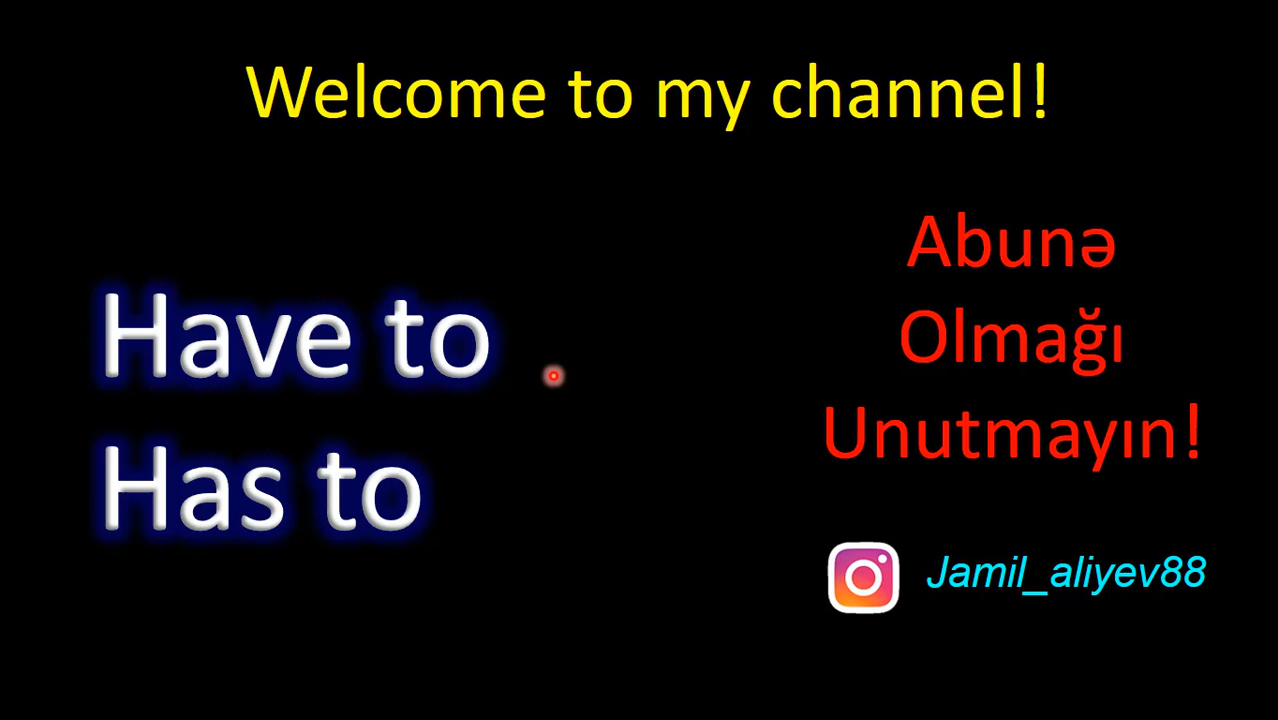 Welcome to my channel!
Have to
Has to
Abunə
Olmağı
Unutmayın!
Jamil_aliyev88